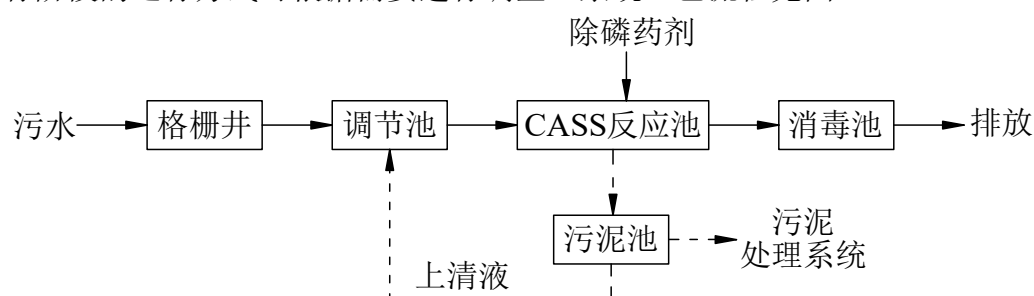 除磷药剂
污水
格栅井
调节池
CASS反应池
消毒池
排放
污泥池
污泥
处理系统
上清液